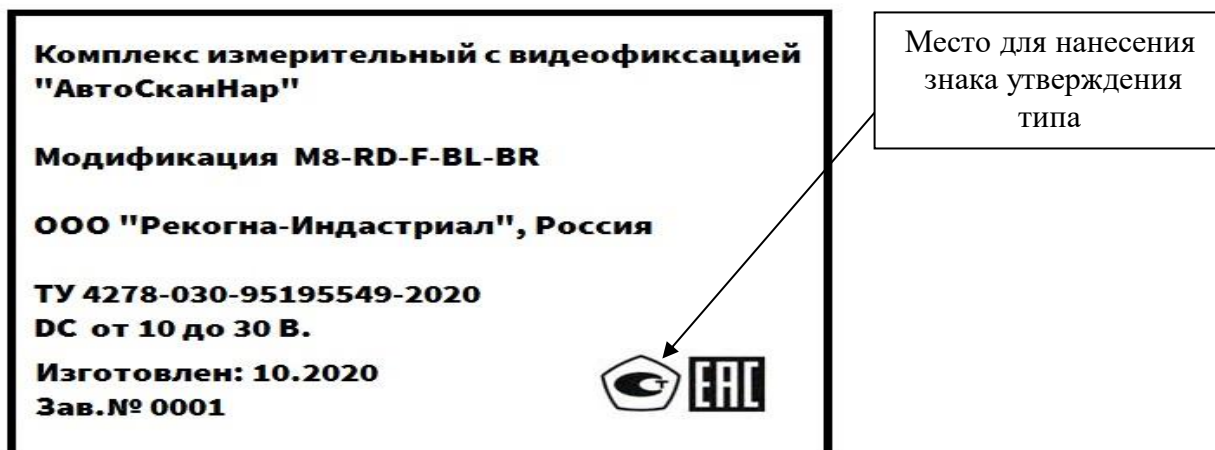 Комплекс измерительный с видеофиксацией
"АвтоСканНар"
Модификация M8-RD-F-BL-BR
ООО "Рекогна-Индастриал", Россия
ТУ 4278-030-95195549-2020
DC от 10 до 30 В.
Изготовлен: 10.2020
Зав.№ 0001
ЕАС
Место для нанесения
знака утверждения
типа